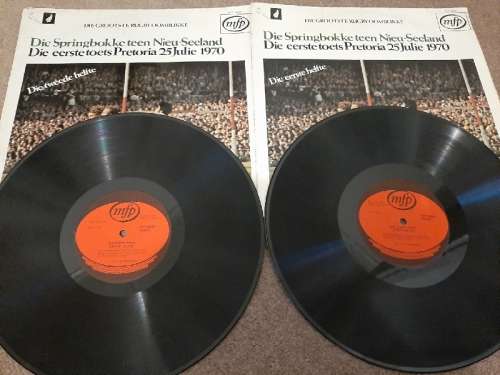 DIE GROOTSTE RUGBY OOMBLIKKE
mfp
Die Springbokke teen Nieu-Seeland
Die eerste toets Pretoria 25 Julie 1970
Die tweede helfte
mfp
DIE GROOTSTE RUGBY OOMBLIKKE
mfp
Die Springbokke teen Nieu-Seeland
Die eerste toets Pretoria 25 Julie 1970
Die eerste helfte
mfp